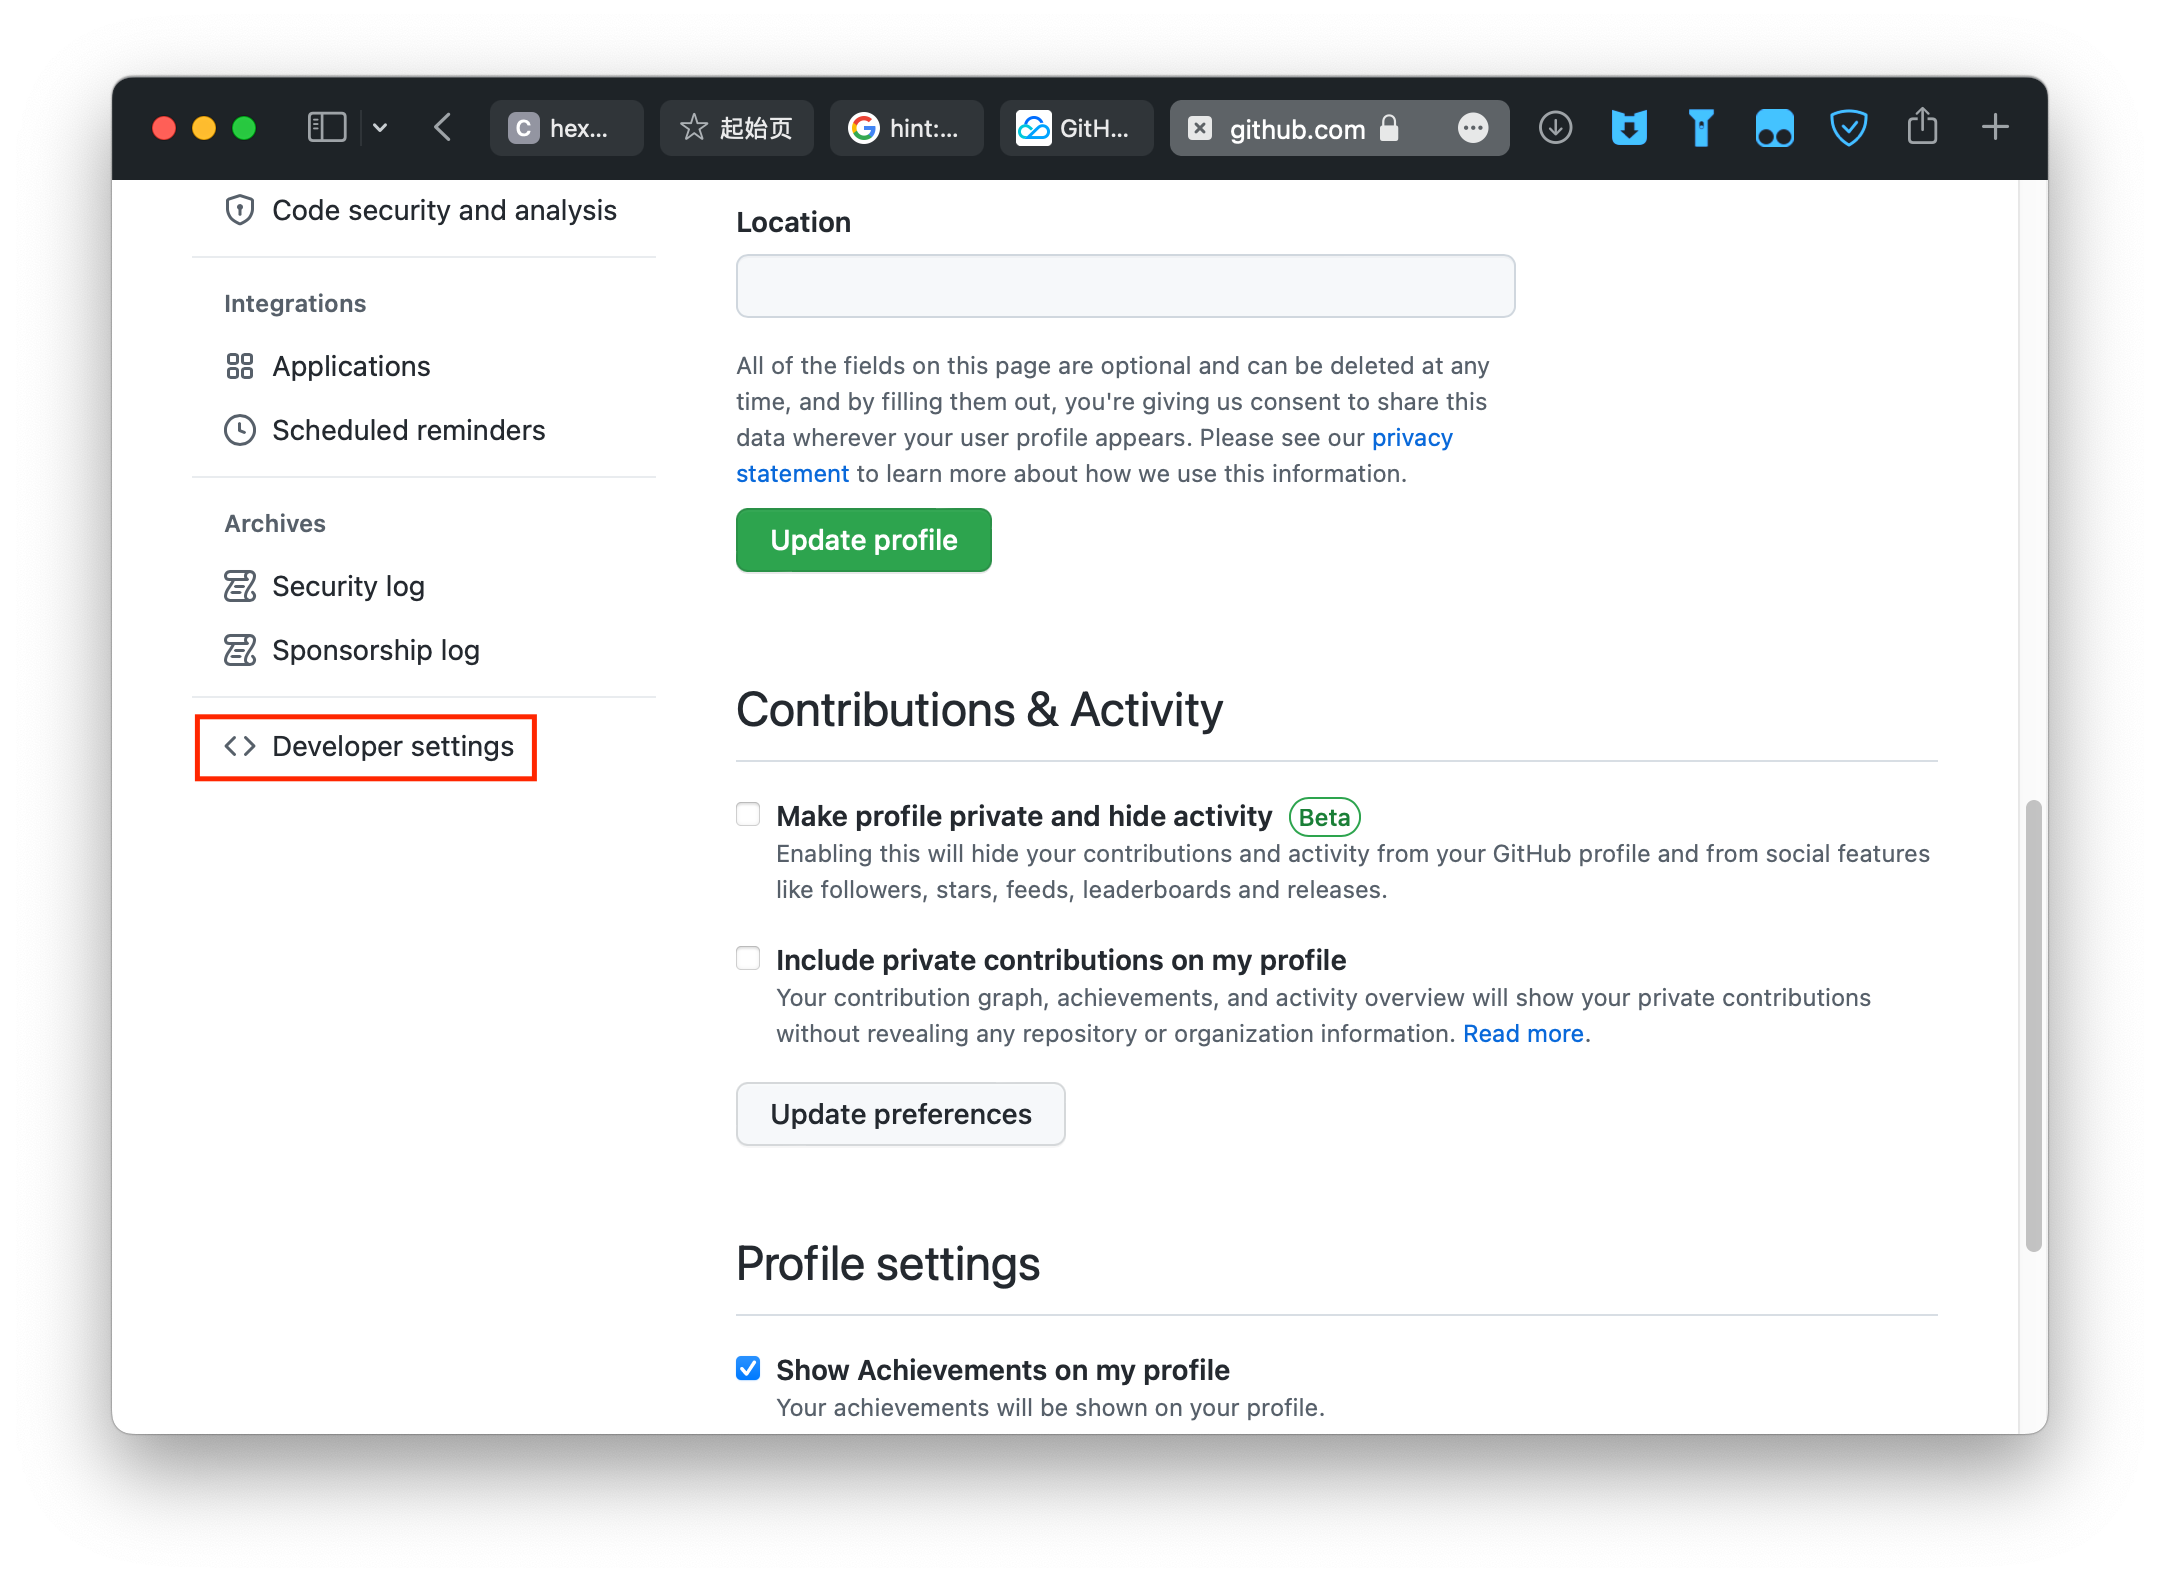 C hex...
起始页
hint:...
GitH...
github.com
Code security and analysis
Integrations
Applications
Scheduled reminders
Archives
Security log
Sponsorship log
Developer settings
Location
All of the fields on this page are optional and can be deleted at any
time, and by filling them out, you're giving us consent to share this
data wherever your user profile appears. Please see our privacy
statement to learn more about how we use this information.
Update profile
Contributions & Activity
Make profile private and hide activity Beta
Enabling this will hide your contributions and activity from your GitHub profile and from social features
like followers, stars, feeds, leaderboards and releases.
Include private contributions on my profile
Your contribution graph, achievements, and activity overview will show your private contributions
without revealing any repository or organization information. Read more.
Update preferences
Profile settings
Show Achievements on my profile
Your achievements will be shown on your profile.